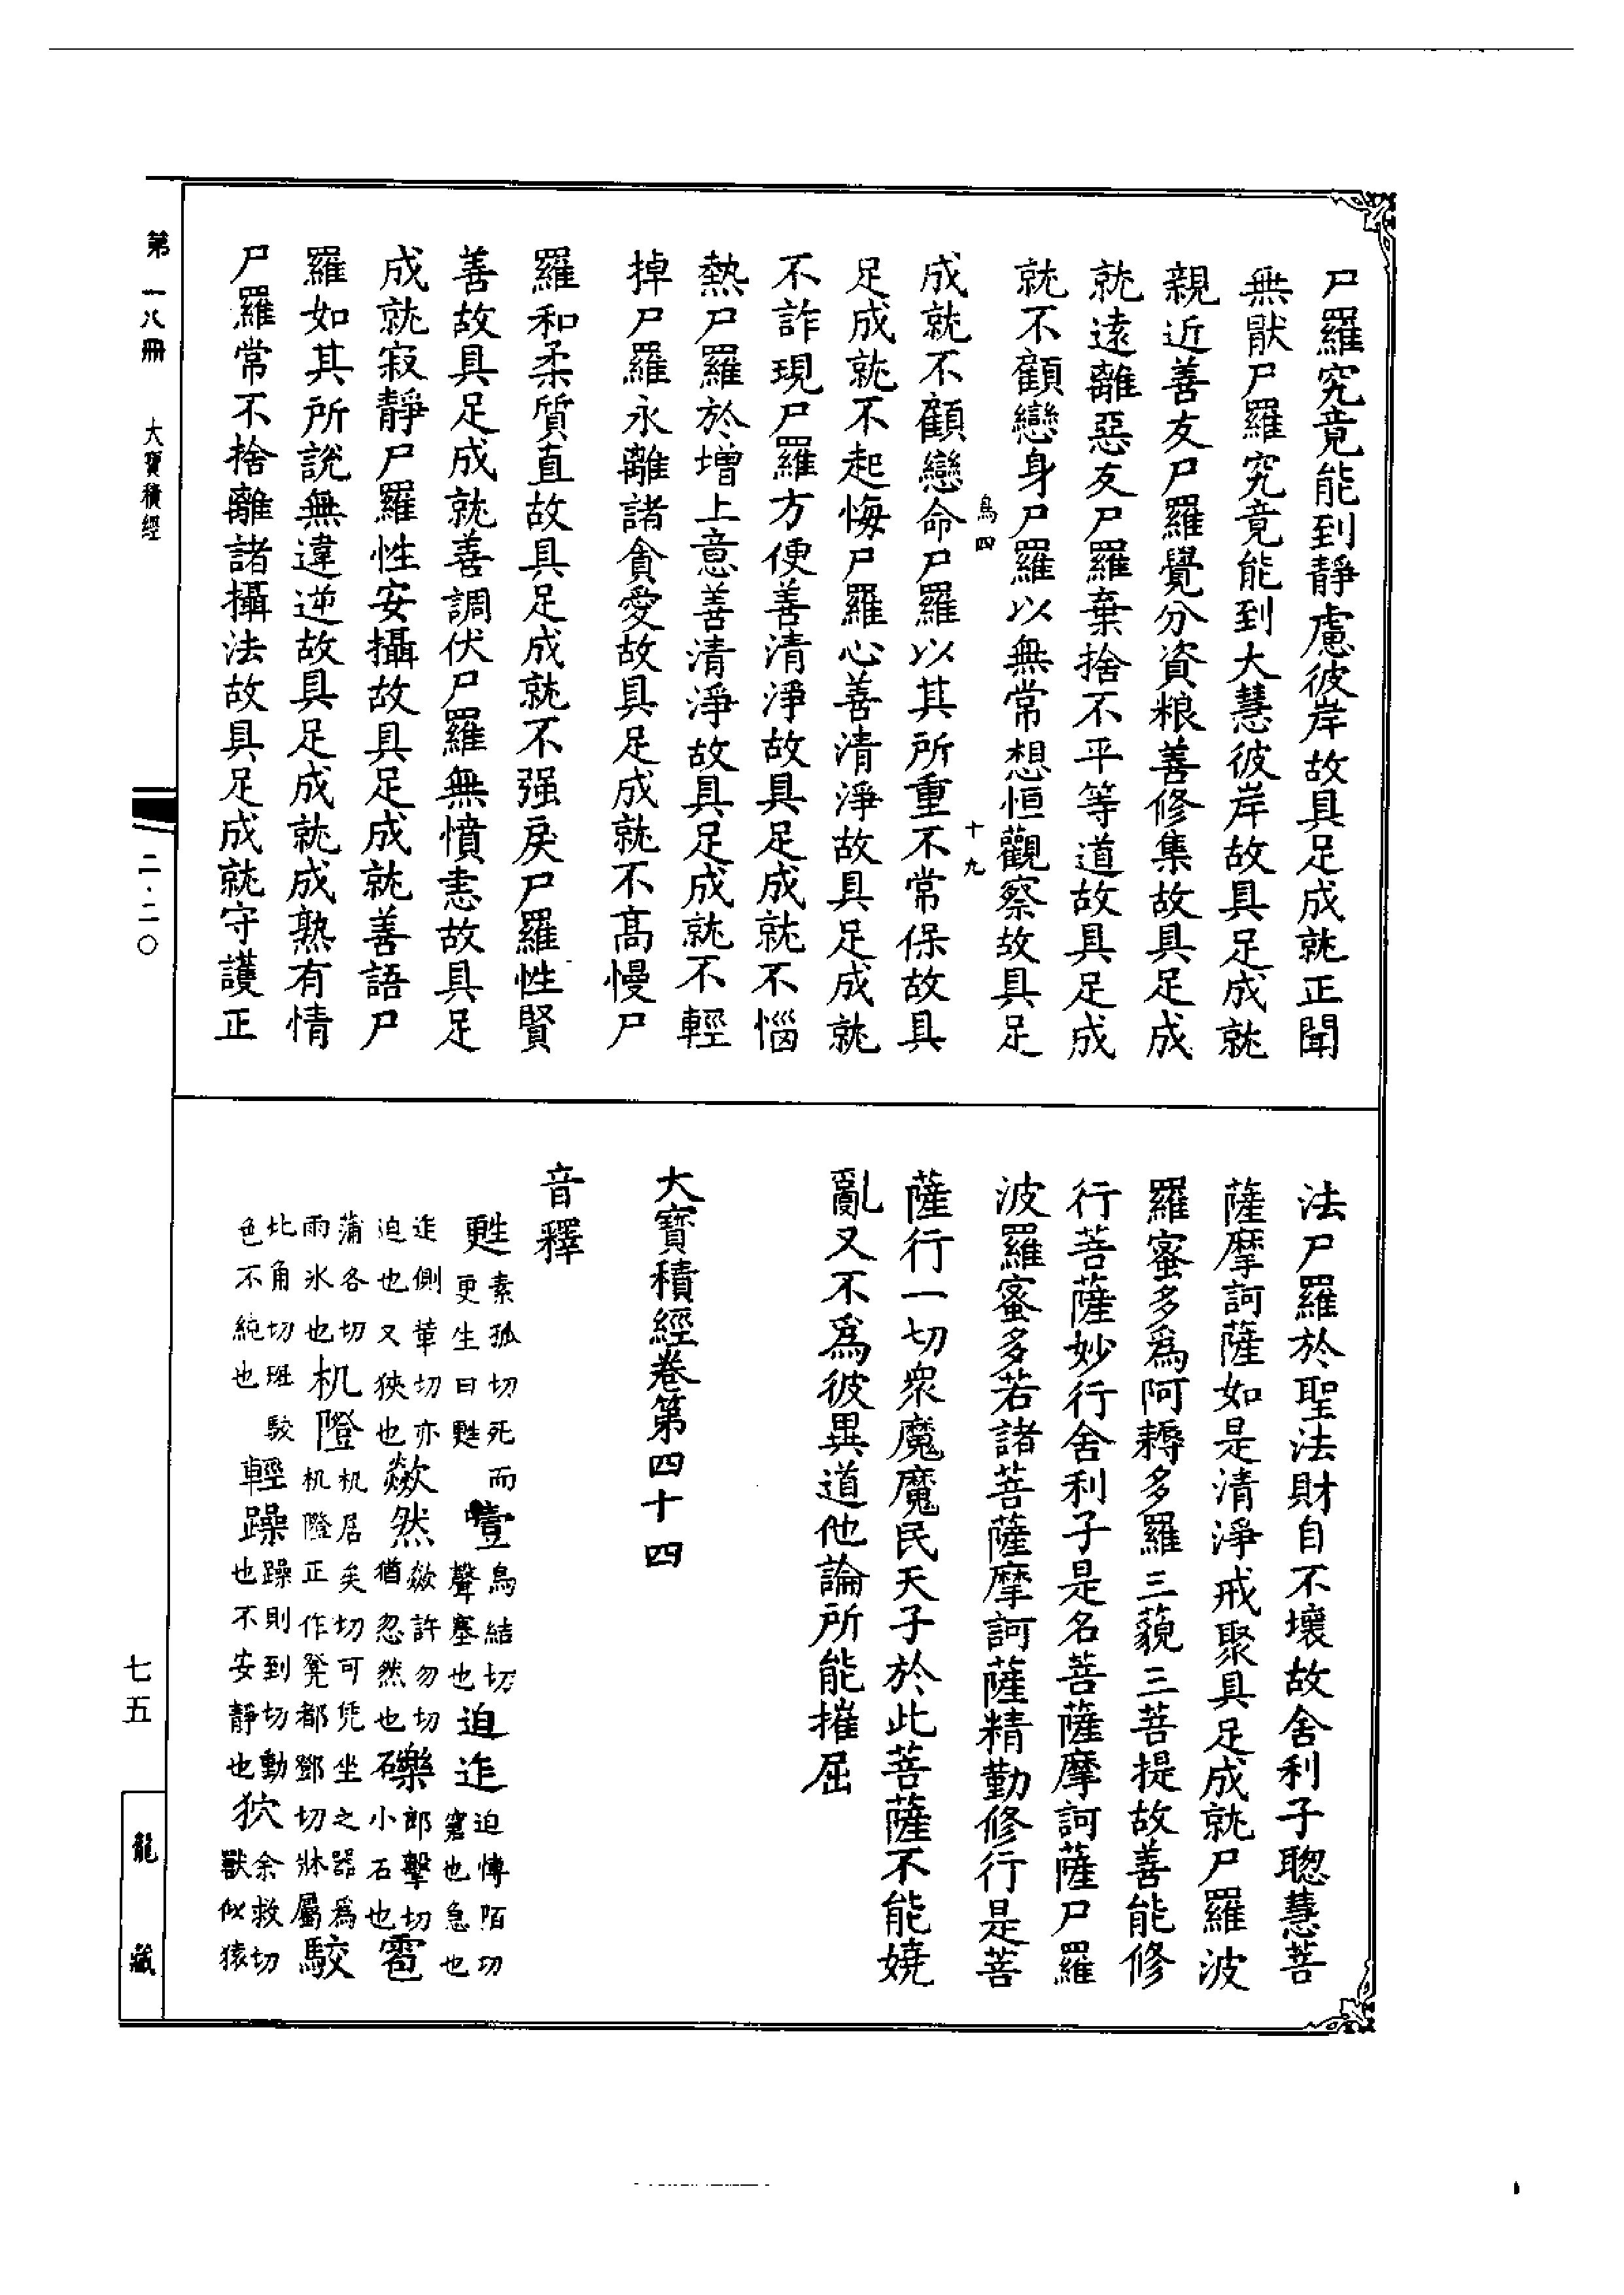 尸羅究竟能到靜慮彼岸故具足成就正聞
無猒尸羅究竟能到大慧彼岸故具足成就
親近善友尸羅覺分資粮善修集故具足成
就遠離惡友尸羅棄捨不平等道故具足成
就不顧戀身尸羅以無常想恒觀察故具足
鳥四
十九
成就不顧戀命尸羅以其所重不常保故具
足成就不起悔尸羅心善清淨故具足成就
不詐現尸羅方便善清淨故具足成就不惱
熱尸羅於增上意善清淨故具足成就不輕
掉尸羅永離諸貪愛故具足成就不高慢尸
羅和柔質直故具足成就不强戾尸羅性賢
善故具足成就善調伏尸羅無憤恚故具足
成就寂靜尸羅性安攝故具足成就善語尸
羅如其所說無違逆故具足成就成熟有情
尸羅常不捨離諸攝法故具足成就守護正
法尸羅於聖法財自不壞故舍利子聰慧菩
薩摩訶薩如是清淨戒聚具足成就尸羅波
羅蜜多爲阿耨多羅三藐三菩提故善能修
行菩薩妙行舍利子是名菩薩摩訶薩尸羅
波羅蜜多若諸菩薩摩訶薩精勤修行是菩
薩行一切眾魔魔民天子於此菩薩不能嬈
亂又不爲彼異道他論所能摧屈
大寶積經卷第四十四
音釋
甦素孤切死而更生曰甦 噎烏結切聲塞也 迫迮迫博陌切窘也急也
迮側革切亦迫也又狹也 歘然歘許勿切猶忽然也 礫郎擊切小石也 雹
蒲各切雨氷也 机隥机居矣切可凭坐之器爲机隥正作凳都鄧切牀屬 駮
北角切班駮色不純也 輕躁躁則到切動也不安靜也 狖余救切獸似猿
第一八冊
大寶積經
二·二〇
七五
龍藏